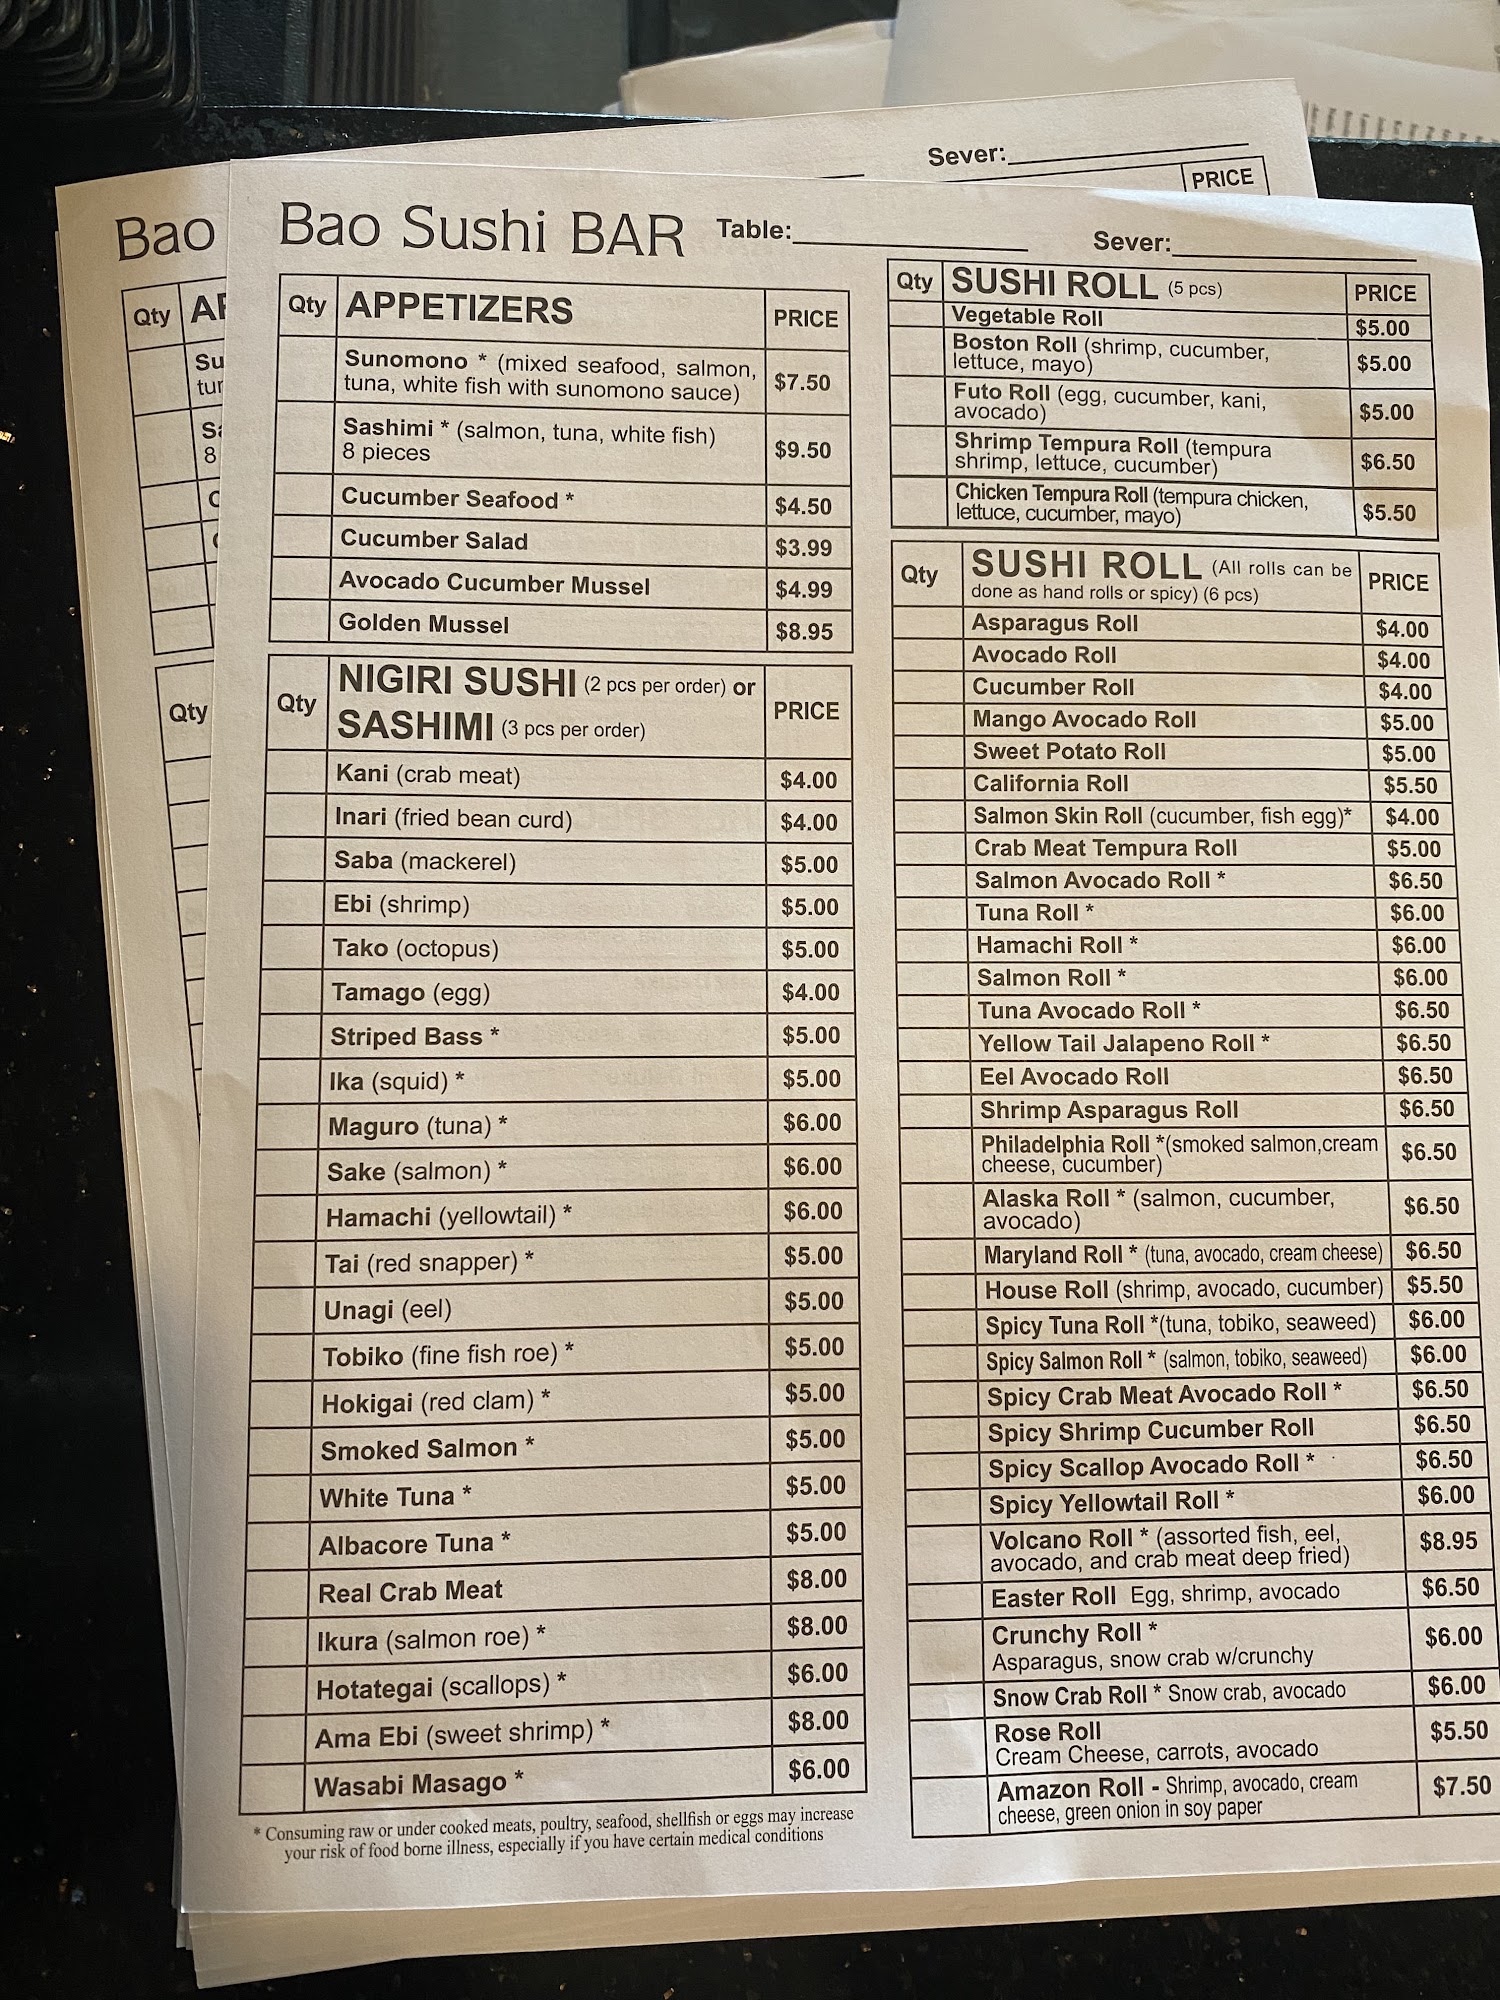 Sever:
PRICE
Bao
Qty AP
Su
tur
8
Qty
Bao Sushi BAR Table: Sever:
Qty APPETIZERS PRICE
Sunomono * (mixed seafood, salmon,
tuna, white fish with sunomono sauce) $7.50
Sashimi * (salmon, tuna, white fish)
8 pieces $9.50
Cucumber Seafood * $4.50
Cucumber Salad $3.99
Avocado Cucumber Mussel $4.99
Golden Mussel $8.95
Qty NIGIRI SUSHI (2 pcs per order) or
SASHIMI (3 pcs per order) PRICE
Kani (crab meat) $4.00
Inari (fried bean curd) $4.00
Saba (mackerel) $5.00
Ebi (shrimp) $5.00
Tako (octopus) $5.00
Tamago (egg) $4.00
Striped Bass * $5.00
Ika (squid) * $5.00
Maguro (tuna) * $6.00
Sake (salmon) * $6.00
Hamachi (yellowtail) * $6.00
Tai (red snapper) * $5.00
Unagi (eel) $5.00
Tobiko (fine fish roe) * $5.00
Hokigai (red clam) * $5.00
Smoked Salmon * $5.00
White Tuna * $5.00
Albacore Tuna * $5.00
Real Crab Meat $8.00
Ikura (salmon roe) * $8.00
Hotategai (scallops) * $6.00
Ama Ebi (sweet shrimp) * $8.00
Wasabi Masago * $6.00
* Consuming raw or under cooked meats, poultry, seafood, shellfish or eggs may increase
your risk of food borne illness, especially if you have certain medical conditions
Qty SUSHI ROLL (5 pcs) PRICE
Vegetable Roll $5.00
Boston Roll (shrimp, cucumber,
lettuce, mayo) $5.00
Futo Roll (egg, cucumber, kani,
avocado) $5.00
Shrimp Tempura Roll (tempura
shrimp, lettuce, cucumber) $6.50
Chicken Tempura Roll (tempura chicken,
lettuce, cucumber, mayo) $5.50
Qty SUSHI ROLL (All rolls can be
done as hand rolls or spicy) (6 pcs) PRICE
Asparagus Roll $4.00
Avocado Roll $4.00
Cucumber Roll $4.00
Mango Avocado Roll $5.00
Sweet Potato Roll $5.00
California Roll $5.50
Salmon Skin Roll (cucumber, fish egg)* $4.00
Crab Meat Tempura Roll $5.00
Salmon Avocado Roll * $6.50
Tuna Roll * $6.00
Hamachi Roll * $6.00
Salmon Roll * $6.00
Tuna Avocado Roll * $6.50
Yellow Tail Jalapeno Roll * $6.50
Eel Avocado Roll $6.50
Shrimp Asparagus Roll $6.50
Philadelphia Roll *(smoked salmon,cream
cheese, cucumber) $6.50
Alaska Roll * (salmon, cucumber,
avocado) $6.50
Maryland Roll * (tuna, avocado, cream cheese) $6.50
House Roll (shrimp, avocado, cucumber) $5.50
Spicy Tuna Roll *(tuna, tobiko, seaweed) $6.00
Spicy Salmon Roll * (salmon, tobiko, seaweed) $6.00
Spicy Crab Meat Avocado Roll * $6.50
Spicy Shrimp Cucumber Roll $6.50
Spicy Scallop Avocado Roll * $6.50
Spicy Yellowtail Roll * $6.00
Volcano Roll * (assorted fish, eel,
avocado, and crab meat deep fried) $8.95
Easter Roll Egg, shrimp, avocado $6.50
Crunchy Roll *
Asparagus, snow crab w/crunchy $6.00
Snow Crab Roll * Snow crab, avocado $6.00
Rose Roll
Cream Cheese, carrots, avocado $5.50
Amazon Roll - Shrimp, avocado, cream
cheese, green onion in soy paper $7.50